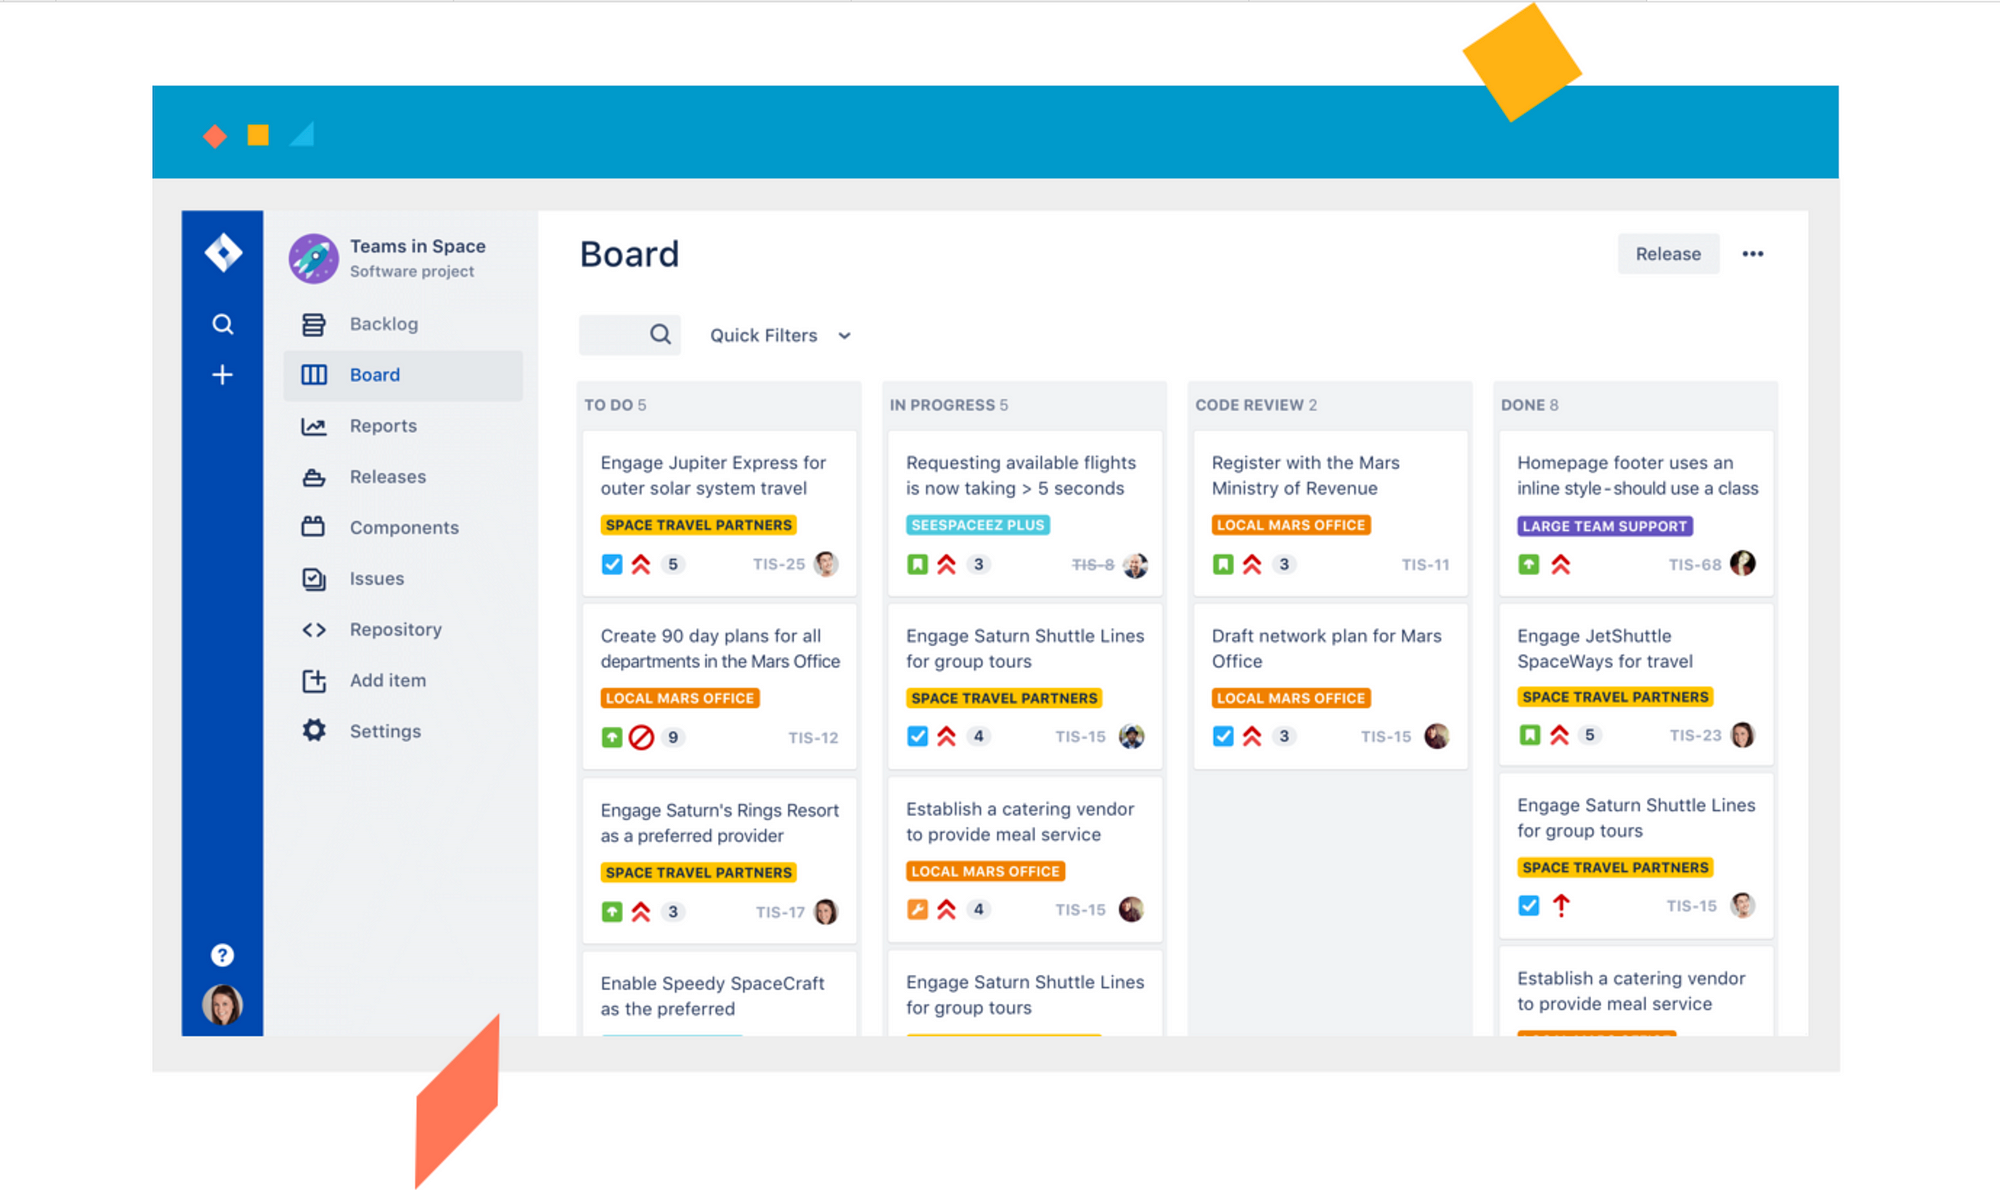 Teams in Space
Software project
Backlog
Board
Reports
Releases
Components
Issues
Repository
Add item
Settings
?
Board
Release
Quick Filters
TO DO 5
Engage Jupiter Express for
outer solar system travel
SPACE TRAVEL PARTNERS
5 TIS-25
Create 90 day plans for all
departments in the Mars Office
LOCAL MARS OFFICE
9 TIS-12
Engage Saturn's Rings Resort
as a preferred provider
SPACE TRAVEL PARTNERS
3 TIS-17
Enable Speedy SpaceCraft
as the preferred
IN PROGRESS 5
Requesting available flights
is now taking > 5 seconds
SEESPACEEZ PLUS
3 TIS-8
Engage Saturn Shuttle Lines
for group tours
SPACE TRAVEL PARTNERS
4 TIS-15
Establish a catering vendor
to provide meal service
LOCAL MARS OFFICE
4 TIS-15
Engage Saturn Shuttle Lines
for group tours
CODE REVIEW 2
Register with the Mars
Ministry of Revenue
LOCAL MARS OFFICE
3 TIS-11
Draft network plan for Mars
Office
LOCAL MARS OFFICE
3 TIS-15
DONE 8
Homepage footer uses an
inline style - should use a class
LARGE TEAM SUPPORT
TIS-68
Engage JetShuttle
SpaceWays for travel
SPACE TRAVEL PARTNERS
5 TIS-23
Engage Saturn Shuttle Lines
for group tours
SPACE TRAVEL PARTNERS
TIS-15
Establish a catering vendor
to provide meal service